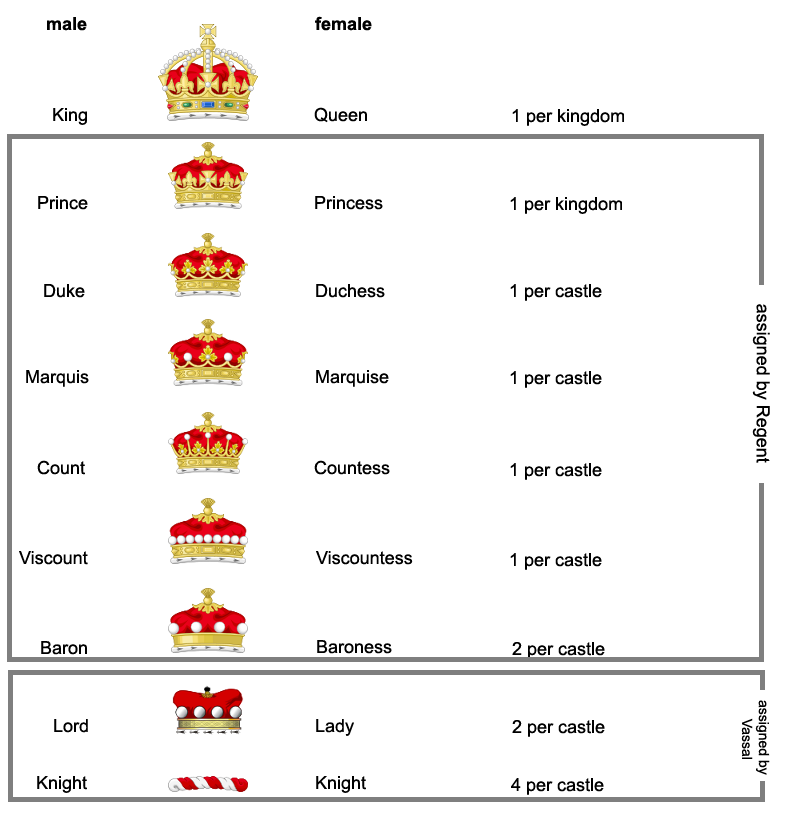 male female
King Queen 1 per kingdom
Prince Princess 1 per kingdom
Duke Duchess 1 per castle
Marquis Marquise 1 per castle
Count Countess 1 per castle
Viscount Viscountess 1 per castle
Baron Baroness 2 per castle
assigned by Regent
Lord Lady 2 per castle
Knight Knight 4 per castle
assigned by
Vassal